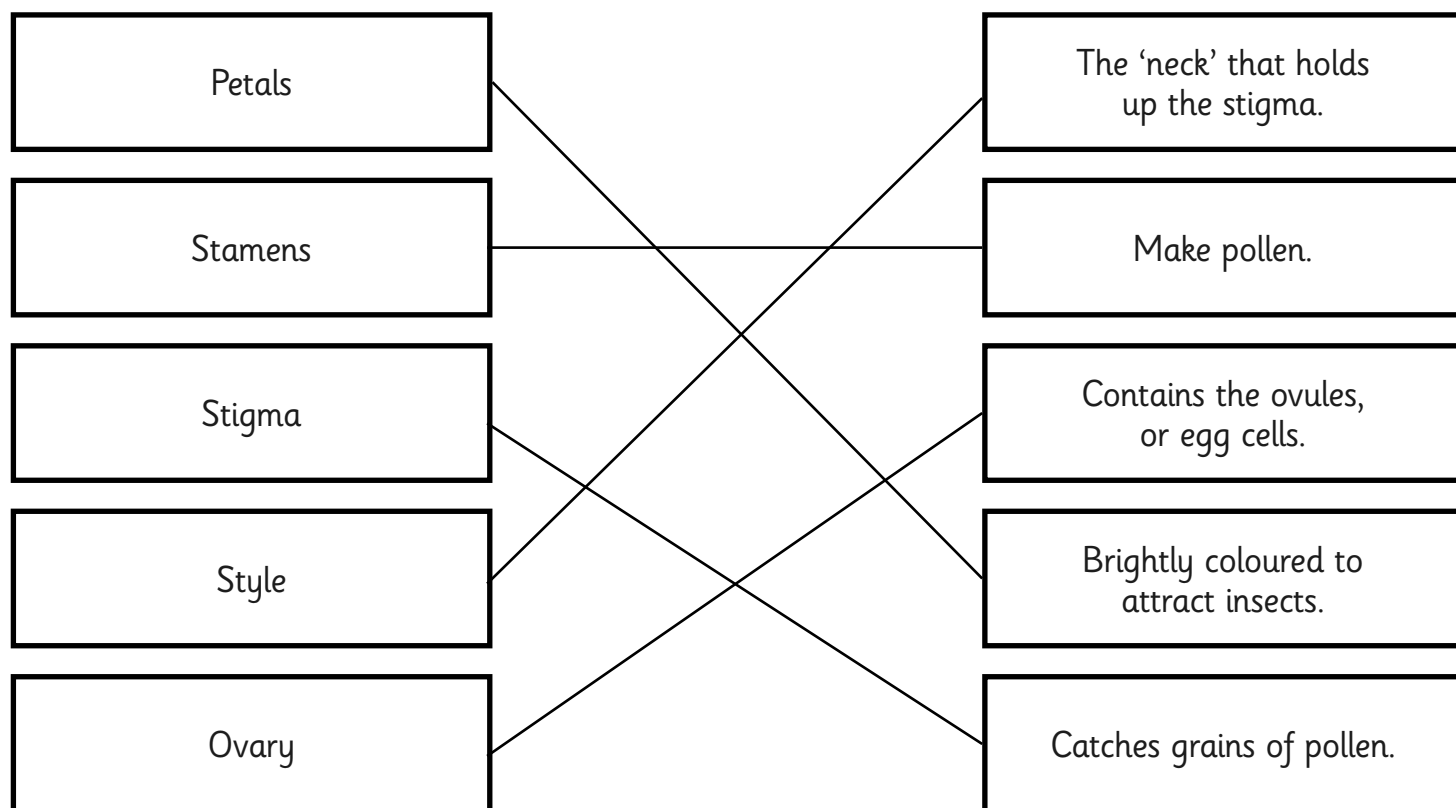 Petals
The ‘neck’ that holds
up the stigma.
Stamens
Make pollen.
Stigma
Contains the ovules,
or egg cells.
Style
Brightly coloured to
attract insects.
Ovary
Catches grains of pollen.